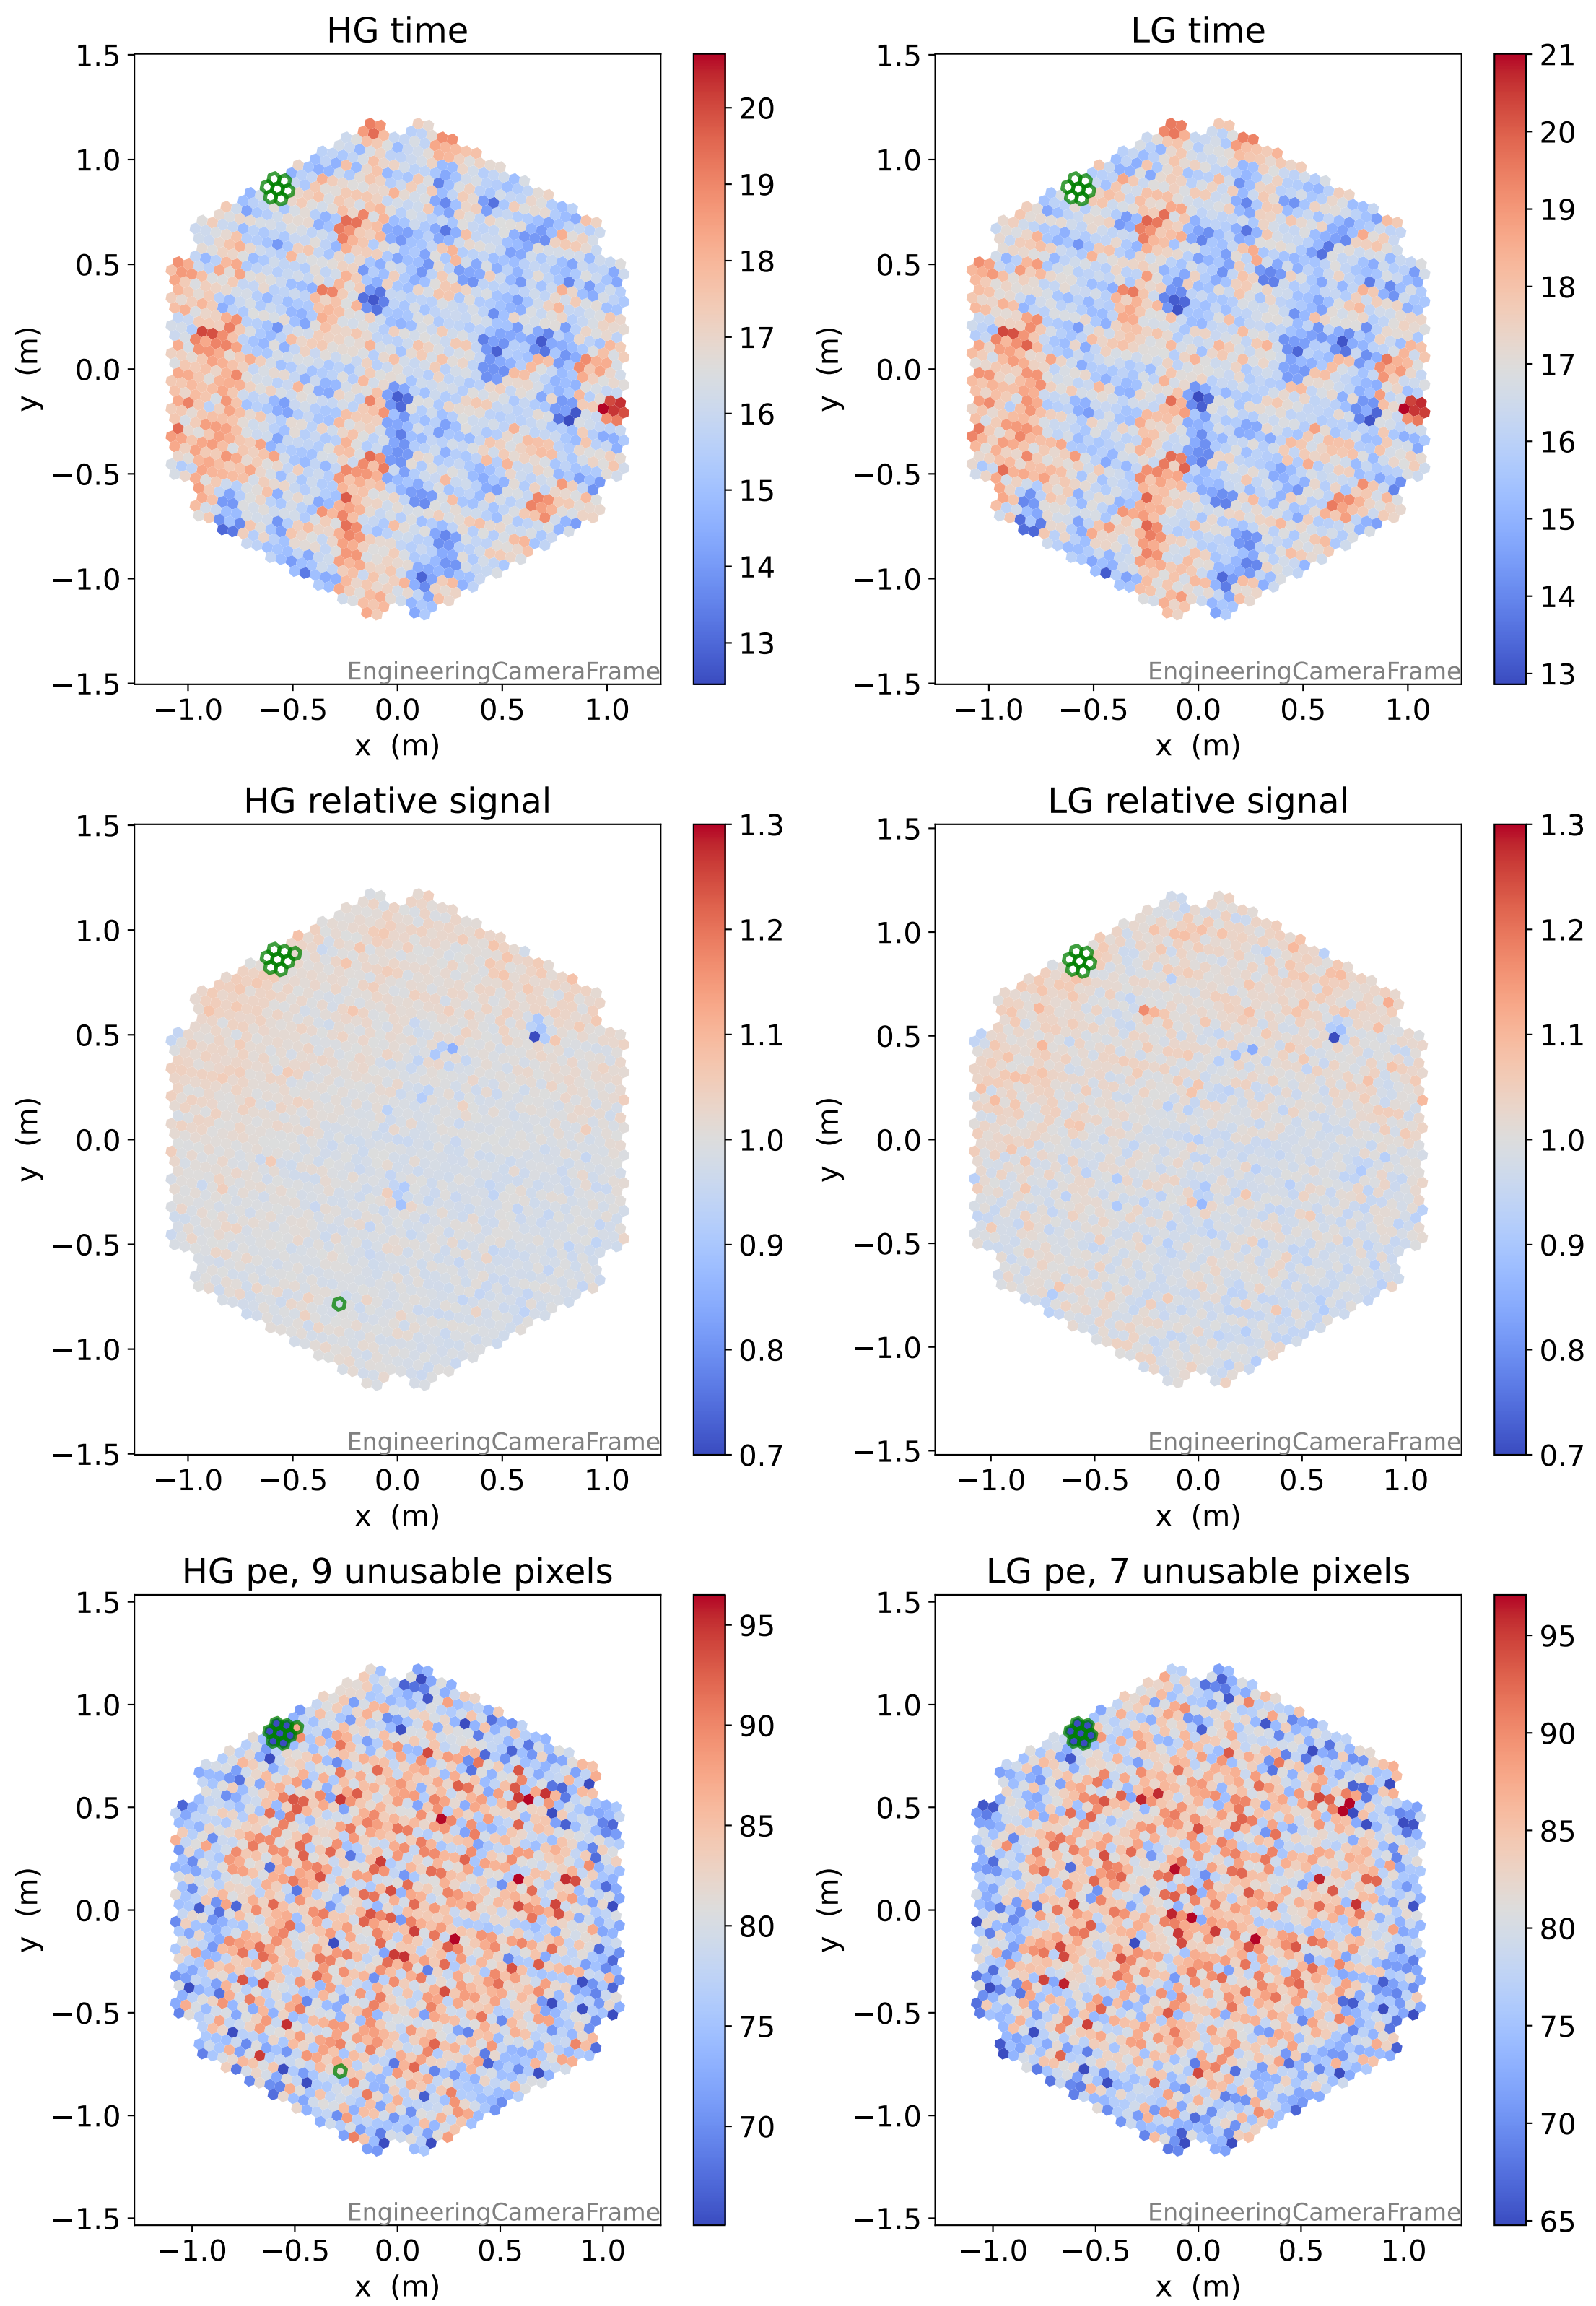 HG time
LG time
1.5
1.0
0.5
0.0
−0.5
−1.0
−1.5
y (m)
−1.0 −0.5 0.0 0.5 1.0
x (m)
EngineeringCameraFrame
20
19
18
17
16
15
14
13
1.5
1.0
0.5
0.0
−0.5
−1.0
−1.5
y (m)
−1.0 −0.5 0.0 0.5 1.0
x (m)
EngineeringCameraFrame
21
20
19
18
17
16
15
14
13
HG relative signal
LG relative signal
1.5
1.0
0.5
0.0
−0.5
−1.0
−1.5
y (m)
−1.0 −0.5 0.0 0.5 1.0
x (m)
EngineeringCameraFrame
1.3
1.2
1.1
1.0
0.9
0.8
0.7
1.5
1.0
0.5
0.0
−0.5
−1.0
−1.5
y (m)
−1.0 −0.5 0.0 0.5 1.0
x (m)
EngineeringCameraFrame
1.3
1.2
1.1
1.0
0.9
0.8
0.7
HG pe, 9 unusable pixels
LG pe, 7 unusable pixels
1.5
1.0
0.5
0.0
−0.5
−1.0
−1.5
y (m)
−1.0 −0.5 0.0 0.5 1.0
x (m)
EngineeringCameraFrame
95
90
85
80
75
70
1.5
1.0
0.5
0.0
−0.5
−1.0
−1.5
y (m)
−1.0 −0.5 0.0 0.5 1.0
x (m)
EngineeringCameraFrame
95
90
85
80
75
70
65